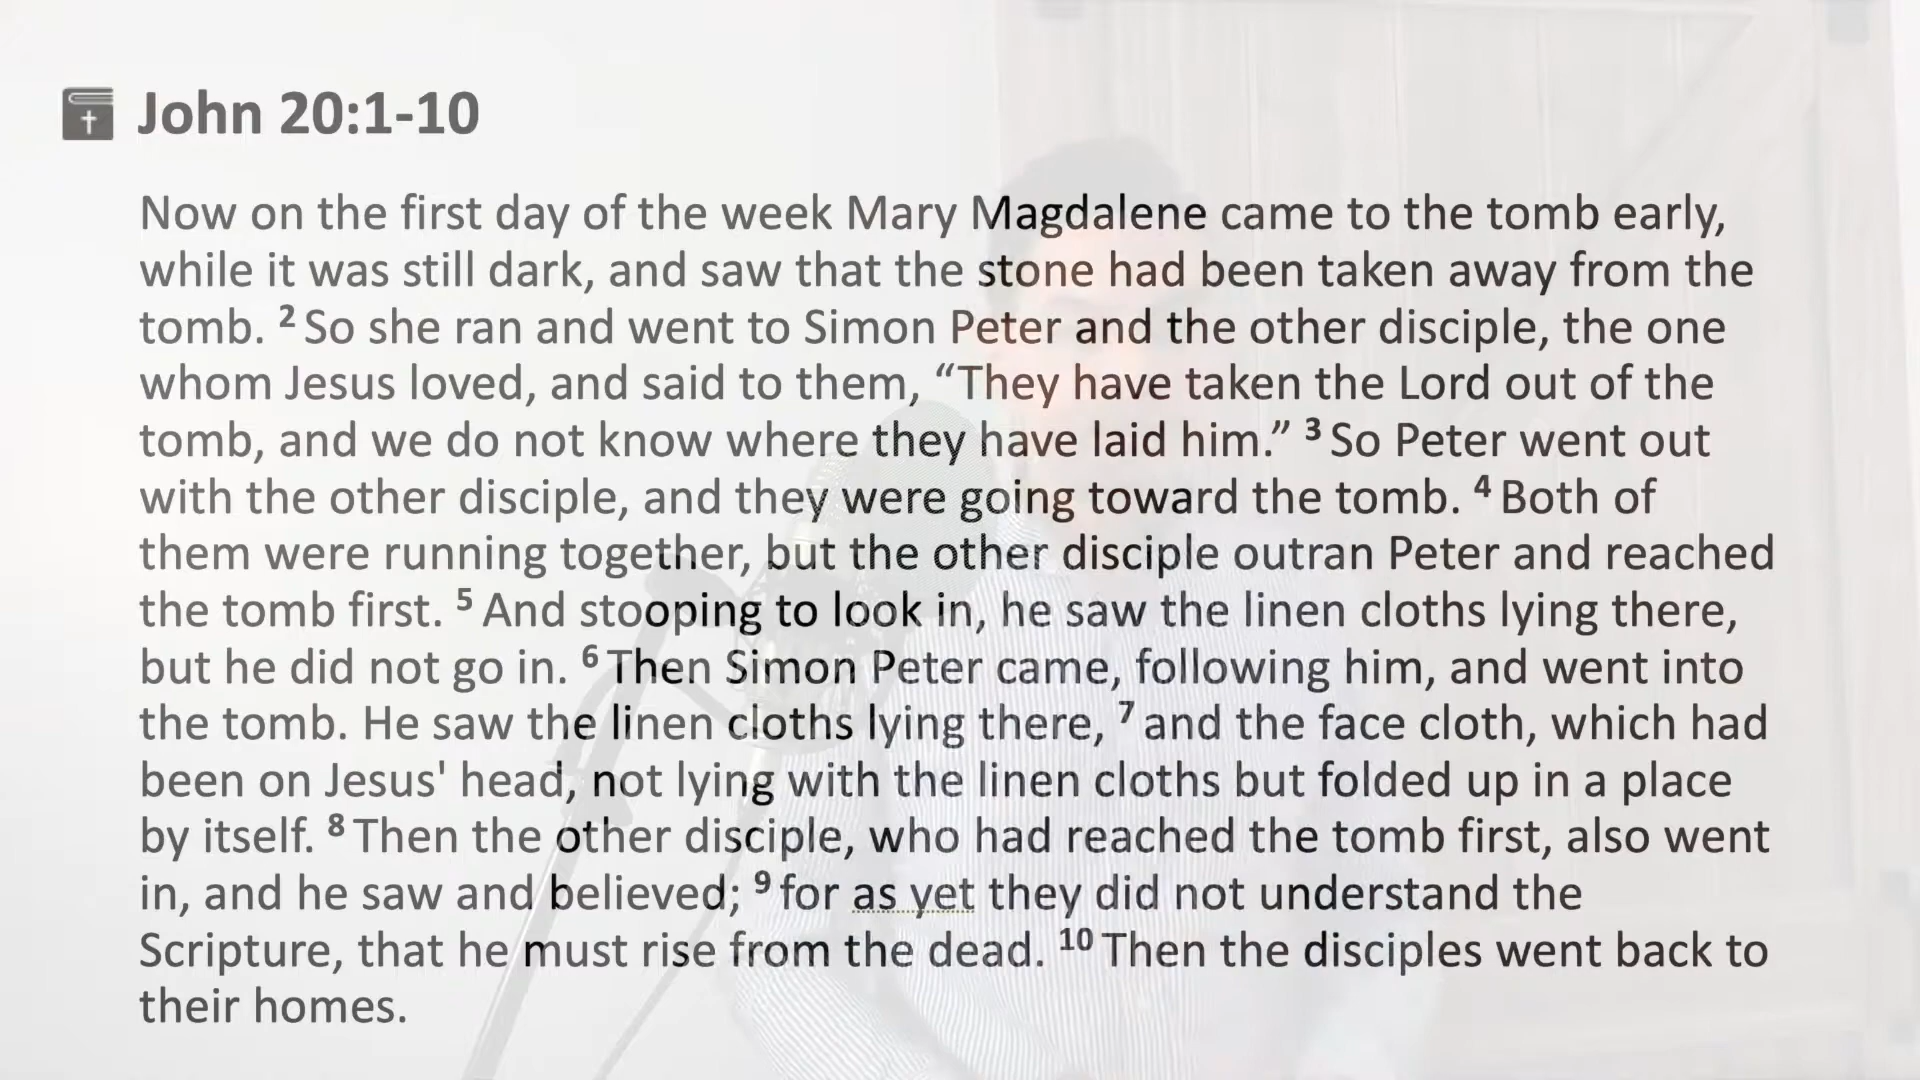 John 20:1-10
Now on the first day of the week Mary Magdalene came to the tomb early,
while it was still dark, and saw that the stone had been taken away from the
tomb. 2 So she ran and went to Simon Peter and the other disciple, the one
whom Jesus loved, and said to them, “They have taken the Lord out of the
tomb, and we do not know where they have laid him.” 3 So Peter went out
with the other disciple, and they were going toward the tomb. 4 Both of
them were running together, but the other disciple outran Peter and reached
the tomb first. 5 And stooping to look in, he saw the linen cloths lying there,
but he did not go in. 6 Then Simon Peter came, following him, and went into
the tomb. He saw the linen cloths lying there, 7 and the face cloth, which had
been on Jesus' head, not lying with the linen cloths but folded up in a place
by itself. 8 Then the other disciple, who had reached the tomb first, also went
in, and he saw and believed; 9 for as yet they did not understand the
Scripture, that he must rise from the dead. 10 Then the disciples went back to
their homes.